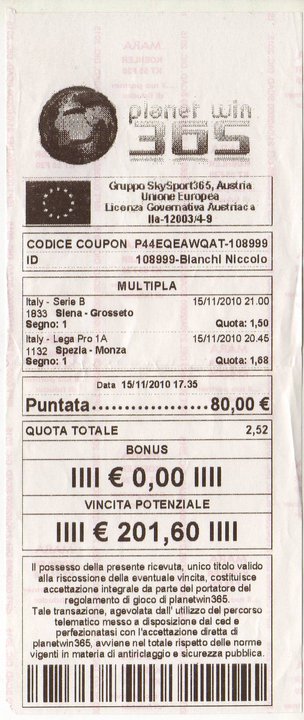 planet win
365
Gruppo SkySport365, Austria
Unione Europea
Licenza Governativa Austriaca
IIa-12003/4-9
CODICE COUPON P44EQEAWQAT-108999
ID 108999-Bianchi Niccolo
MULTIPLA
Italy - Serie B 15/11/2010 21.00
1833 Siena - Grosseto
Segno: 1 Quota: 1,50
Italy - Lega Pro 1A 15/11/2010 20.45
1132 Spezia - Monza
Segno: 1 Quota: 1,68
Data 15/11/2010 17.35
Puntata.....................80,00 €
QUOTA TOTALE 2,52
BONUS
IIII € 0,00 IIII
VINCITA POTENZIALE
IIII € 201,60 IIII
Il possesso della presente ricevuta, unico titolo valido
alla riscossione della eventuale vincita, costituisce
accettazione integrale da parte del portatore del
regolamento di gioco di planetwin365.
Tale transazione, agevolata dall' utilizzo del percorso
telematico messo a disposizione dal ced e
perfezionatasi con l'accettazione diretta di
planetwin365, avviene nel totale rispetto delle norme
vigenti in materia di antiriclaggio e sicurezza pubblica.